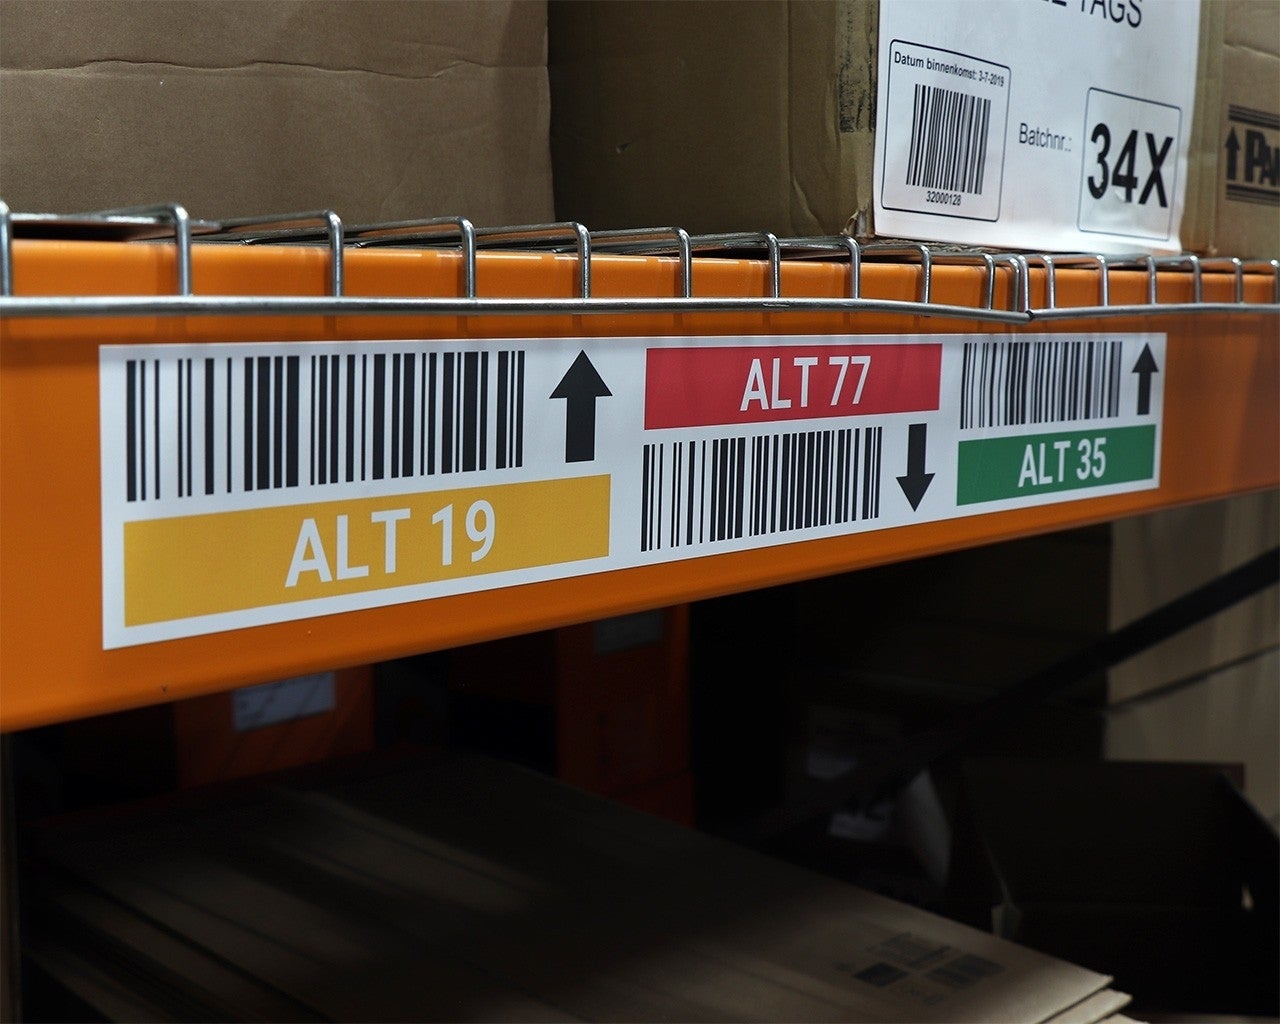 TAGS
Datum binnenkomst: 3-7-2019
32000128
Batchnr.:
34X
ALT 19
ALT 77
ALT 35